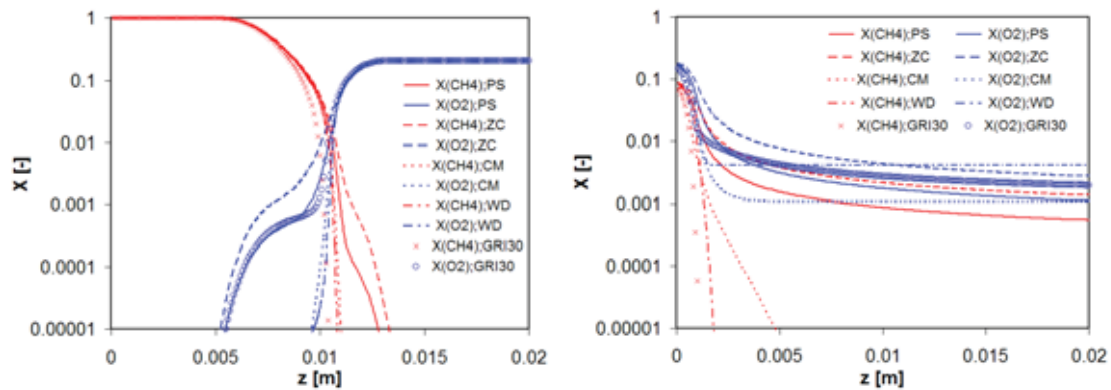 1
0.1
0.01
0.001
0.0001
0.00001
X [-]
0
0.005
0.01
0.015
0.02
z [m]
X(CH4);PS
X(O2);PS
X(CH4);ZC
X(O2);ZC
X(CH4);CM
X(O2);CM
X(CH4);WD
X(O2);WD
X(CH4);GRI30
X(O2);GRI30
1
0.1
0.01
0.001
0.0001
0.00001
X [-]
0
0.005
0.01
0.015
0.02
z [m]
X(CH4);PS X(O2);PS
X(CH4);ZC X(O2);ZC
X(CH4);CM X(O2);CM
X(CH4);WD X(O2);WD
X(CH4);GRI30 X(O2);GRI30